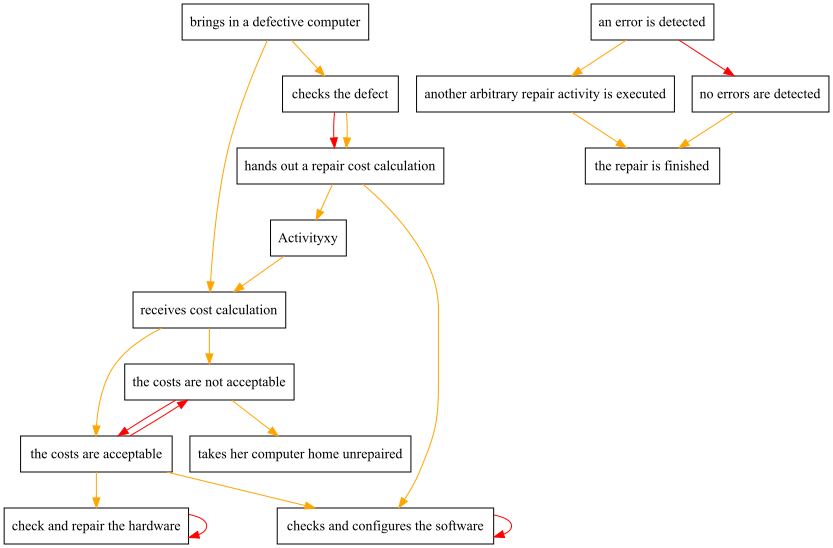 brings in a defective computer
an error is detected
checks the defect
another arbitrary repair activity is executed
no errors are detected
hands out a repair cost calculation
the repair is finished
Activityxy
receives cost calculation
the costs are not acceptable
the costs are acceptable
takes her computer home unrepaired
check and repair the hardware
checks and configures the software